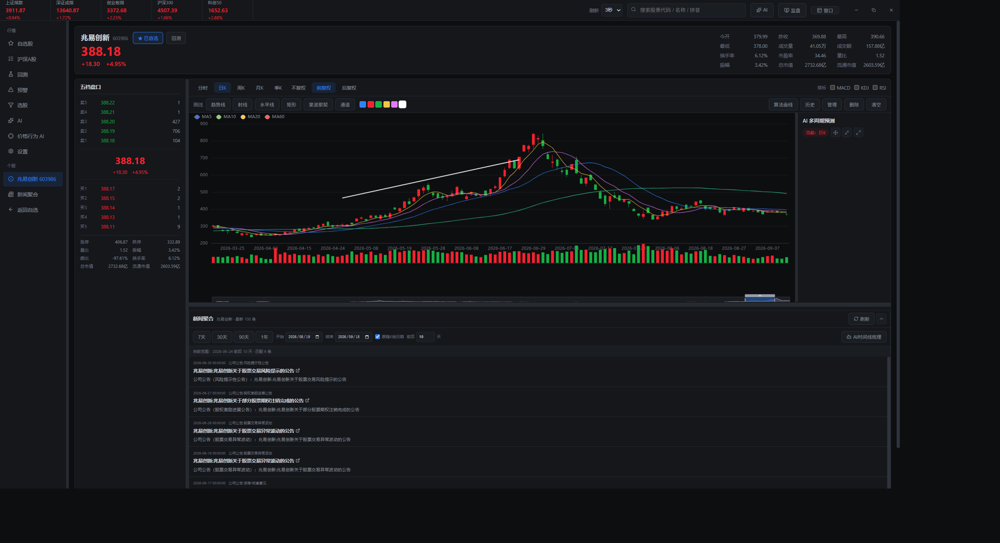 上证指数 深证成指 创业板指 沪深300 科创50
3911.87 13640.87 3372.68 4507.39 1652.63
+0.94% +1.72% +2.25% +1.06% +2.88%
刷新 3秒 搜索股票代码 / 名称 / 拼音 AI 监盘 窗口
行情
自选股
沪深A股
回测
预警
选股
AI
价格行为 AI
设置
个股
兆易创新 603986
新闻聚合
返回自选
兆易创新 603986 ★ 已自选 回测
388.18
+18.30 +4.95%
今开 379.99 昨收 369.88 最高 390.66
最低 378.00 成交量 41.05万 成交额 157.88亿
换手率 6.12% 市盈率 34.46 量比 1.52
振幅 3.42% 总市值 2732.68亿 流通市值 2603.59亿
五档盘口
卖5 388.22 1
卖4 388.21 1
卖3 388.20 427
卖2 388.19 706
卖1 388.18 104
388.18
+18.30 +4.95%
买1 388.17 2
买2 388.15 2
买3 388.14 1
买4 388.13 1
买5 388.11 9
涨停 406.87 跌停 332.89
量比 1.52 振幅 3.42%
委比 -97.61% 换手率 6.12%
总市值 2732.68亿 流通市值 2603.59亿
分时 日K 周K 月K 季K 不复权 前复权 后复权 指标 MACD KDJ RSI
画线 趋势线 射线 水平线 矩形 斐波那契 通道 算法画线 历史 管理 删除 清空
MA5 MA10 MA20 MA60
900
800
700
600
500
400
300
200
2026-03-25 2026-04-03 2026-04-15 2026-04-24 2026-05-08 2026-05-19 2026-05-28 2026-06-08 2026-06-17 2026-06-29 2026-07-0 2026-07-17 2026-07-28 2026-08-06 2026-08-18 2026-08-27 2026-09-07
AI 多周期预测
当前：日K
新闻聚合 兆易创新 · 最新 100 条 刷新
7天 30天 90天 1年 开始 2026/08/19 结束 2026/09/18 跟随K线日期 前后 10 天 AI时间线梳理
当前范围：2026-06-24 前后 10 天 · 匹配 6 条
2026-06-30 00:00:00 公司公告·风险提示性公告
兆易创新:兆易创新关于股票交易风险提示的公告
公司公告（风险提示性公告）：兆易创新:兆易创新关于股票交易风险提示的公告
2026-06-27 00:00:00 公司公告·股权激励进展公告
兆易创新:兆易创新关于部分股票期权注销完成的公告
公司公告（股权激励进展公告）：兆易创新:兆易创新关于部分股票期权注销完成的公告
2026-06-26 00:00:00 公司公告·股票交易异常波动
兆易创新:兆易创新关于股票交易异常波动的公告
公司公告（股票交易异常波动）：兆易创新:兆易创新关于股票交易异常波动的公告
2026-06-19 00:00:00 公司公告·股票交易异常波动
兆易创新:兆易创新关于股票交易异常波动的公告
公司公告（股票交易异常波动）：兆易创新:兆易创新关于股票交易异常波动的公告
2026-06-17 00:00:00 公司公告·保荐/核查意见